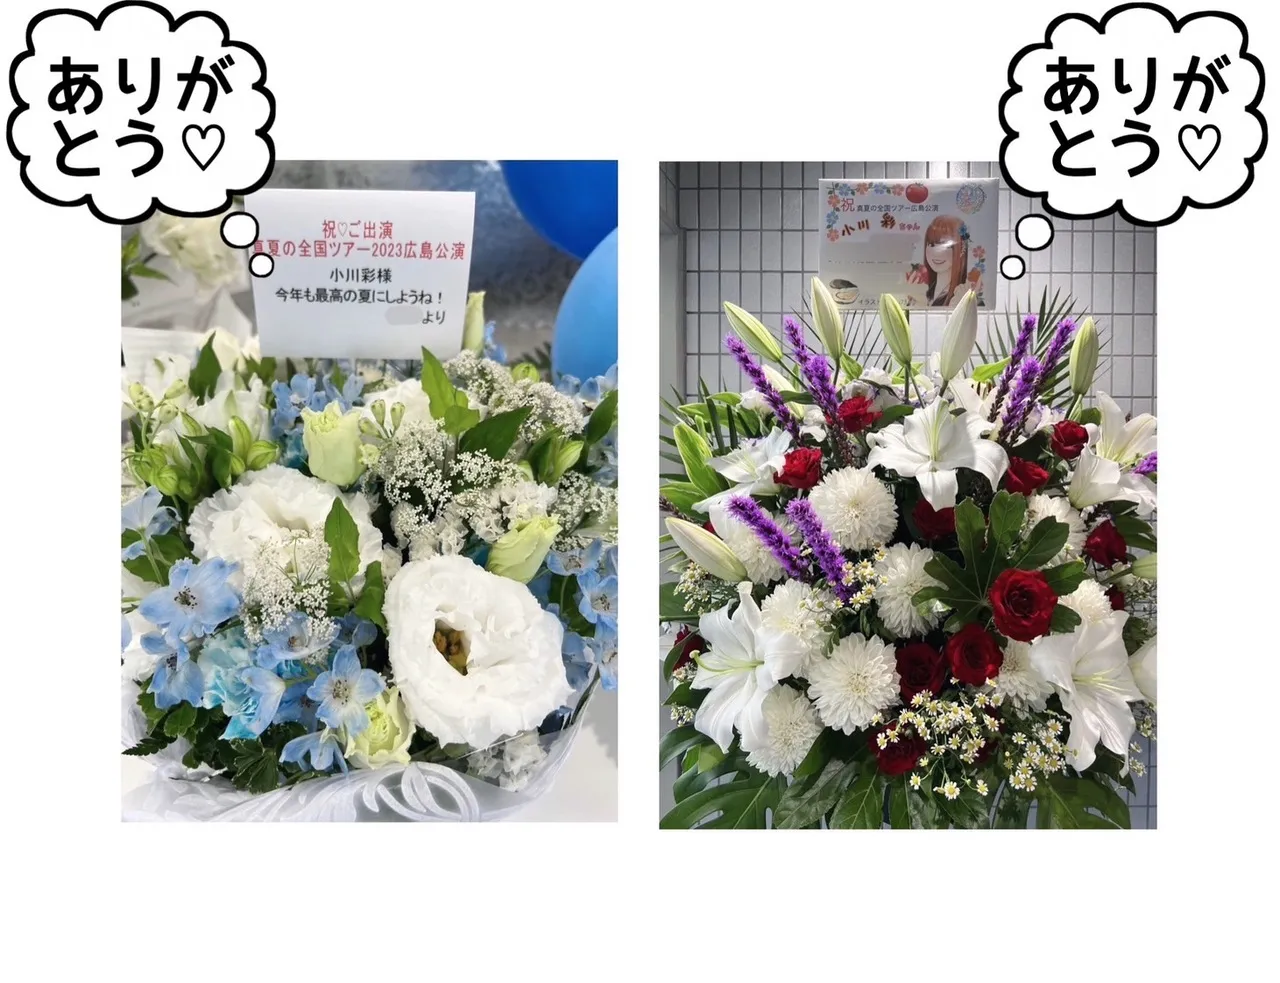 ありが
とう♡
ありが
とう♡
祝♡ご出演
真夏の全国ツアー2023広島公演
小川彩様
今年も最高の夏にしようね！
より
祝 真夏の全国ツアー広島公演
小川 彩 ちゃん
イラスト